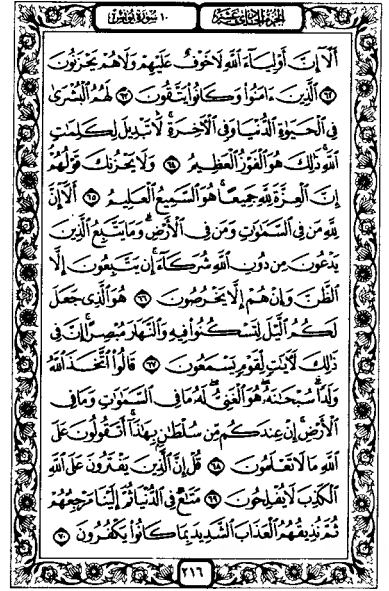 الجزء الحادي عشر
١٠ سورة يونس
أَلَآ إِنَّ أَوْلِيَآءَ ٱللَّهِ لَا خَوْفٌ عَلَيْهِمْ وَلَا هُمْ يَحْزَنُونَ
٦٢ ٱلَّذِينَ ءَامَنُوا۟ وَكَانُوا۟ يَتَّقُونَ ٦٣ لَهُمُ ٱلْبُشْرَىٰ
فِى ٱلْحَيَوٰةِ ٱلدُّنْيَا وَفِى ٱلْءَاخِرَةِ ۚ لَا تَبْدِيلَ لِكَلِمَـٰتِ
ٱللَّهِ ۚ ذَٰلِكَ هُوَ ٱلْفَوْزُ ٱلْعَظِيمُ ٦٤ وَلَا يَحْزُنكَ قَوْلُهُمْ ۘ
إِنَّ ٱلْعِزَّةَ لِلَّهِ جَمِيعًا ۚ هُوَ ٱلسَّمِيعُ ٱلْعَلِيمُ ٦٥ أَلَآ إِنَّ
لِلَّهِ مَن فِى ٱلسَّمَـٰوَٰتِ وَمَن فِى ٱلْأَرْضِ ۗ وَمَا يَتَّبِعُ ٱلَّذِينَ
يَدْعُونَ مِن دُونِ ٱللَّهِ شُرَكَآءَ ۚ إِن يَتَّبِعُونَ إِلَّا
ٱلظَّنَّ وَإِنْ هُمْ إِلَّا يَخْرُصُونَ ٦٦ هُوَ ٱلَّذِى جَعَلَ
لَكُمُ ٱلَّيْلَ لِتَسْكُنُوا۟ فِيهِ وَٱلنَّهَارَ مُبْصِرًا ۚ إِنَّ فِى
ذَٰلِكَ لَـَٔايَـٰتٍ لِّقَوْمٍ يَسْمَعُونَ ٦٧ قَالُوا۟ ٱتَّخَذَ ٱللَّهُ
وَلَدًا ۗ سُبْحَـٰنَهُۥ ۖ هُوَ ٱلْغَنِىُّ ۖ لَهُۥ مَا فِى ٱلسَّمَـٰوَٰتِ وَمَا فِى
ٱلْأَرْضِ ۚ إِنْ عِندَكُم مِّن سُلْطَـٰنٍۭ بِهَـٰذَآ ۚ أَتَقُولُونَ عَلَى
ٱللَّهِ مَا لَا تَعْلَمُونَ ٦٨ قُلْ إِنَّ ٱلَّذِينَ يَفْتَرُونَ عَلَى ٱللَّهِ
ٱلْكَذِبَ لَا يُفْلِحُونَ ٦٩ مَتَـٰعٌ فِى ٱلدُّنْيَا ثُمَّ إِلَيْنَا مَرْجِعُهُمْ
ثُمَّ نُذِيقُهُمُ ٱلْعَذَابَ ٱلشَّدِيدَ بِمَا كَانُوا۟ يَكْفُرُونَ ٧٠
٢١٦